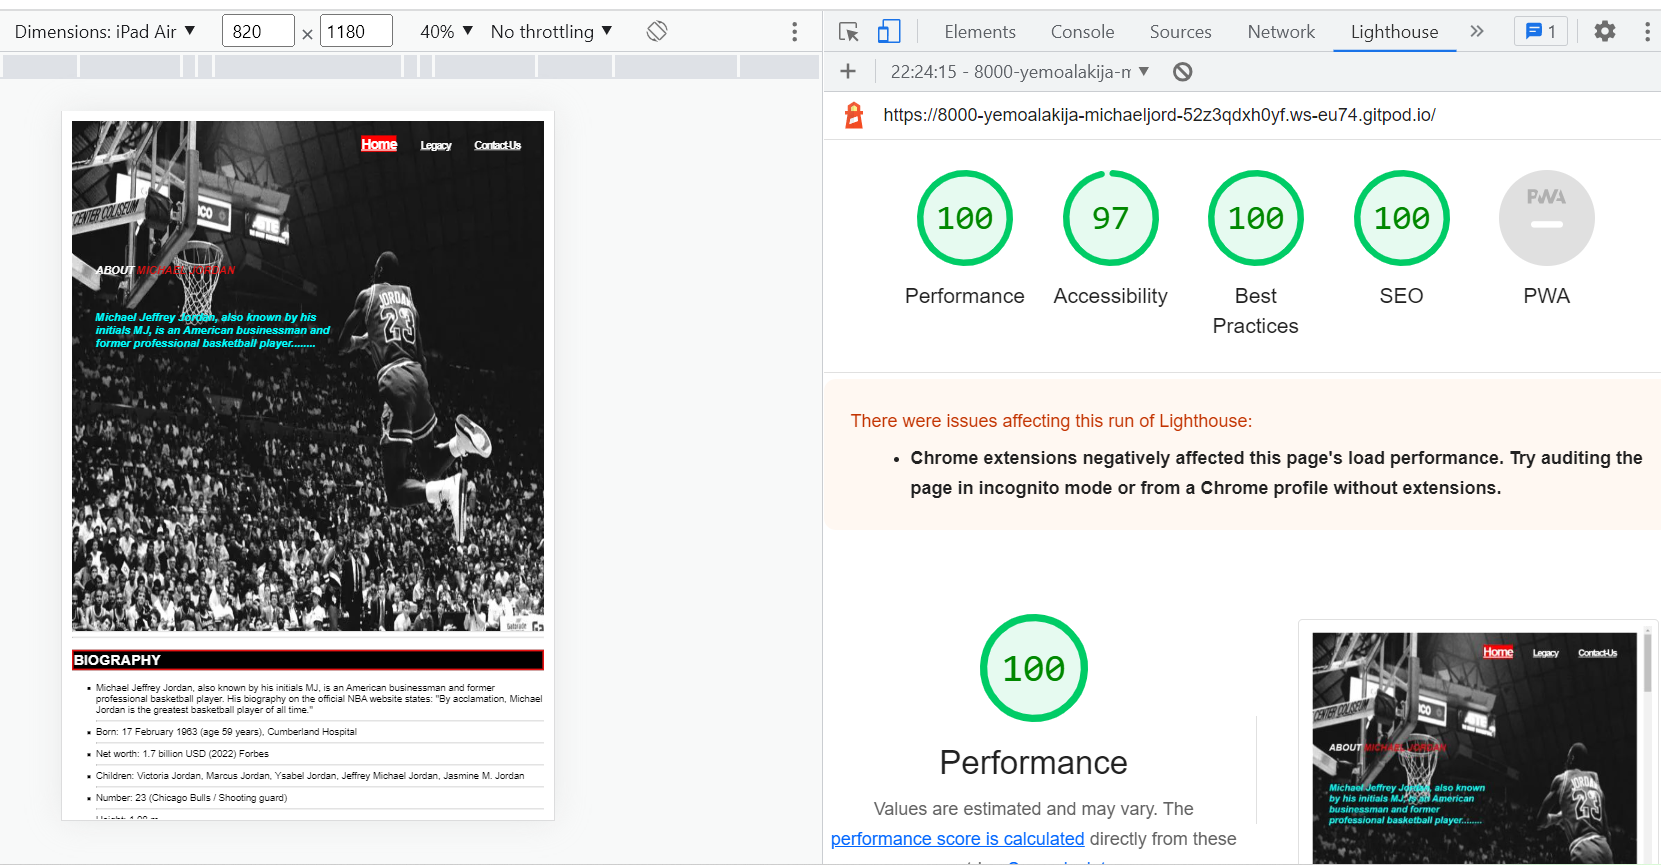 Dimensions: iPad Air ▼ 820 × 1180 40% ▼ No throttling ▼
Elements Console Sources Network Lighthouse » 1
22:24:15 - 8000-yemoalakija-m ▼
https://8000-yemoalakija-michaeljord-52z3qdxh0yf.ws-eu74.gitpod.io/
Home Legacy Contact-Us
CENTER COLISEUM
ABOUT MICHAEL JORDAN
Michael Jeffrey Jordan, also known by his
initials MJ, is an American businessman and
former professional basketball player........
JORDAN
23
Gatorade
BIOGRAPHY
Michael Jeffrey Jordan, also known by his initials MJ, is an American businessman and former
professional basketball player. His biography on the official NBA website states: "By acclamation, Michael
Jordan is the greatest basketball player of all time."
Born: 17 February 1963 (age 59 years), Cumberland Hospital
Net worth: 1.7 billion USD (2022) Forbes
Children: Victoria Jordan, Marcus Jordan, Ysabel Jordan, Jeffrey Michael Jordan, Jasmine M. Jordan
Number: 23 (Chicago Bulls / Shooting guard)
100 97 100 100 PWA
Performance Accessibility Best Practices SEO PWA
There were issues affecting this run of Lighthouse:
Chrome extensions negatively affected this page's load performance. Try auditing the
page in incognito mode or from a Chrome profile without extensions.
100
Performance
Values are estimated and may vary. The
performance score is calculated directly from these
Home Legacy Contact-Us
CENTER COLISEUM
ABOUT MICHAEL JORDAN
Michael Jeffrey Jordan, also known
by his initials MJ, is an American
businessman and former
professional basketball player........
JORDAN
23